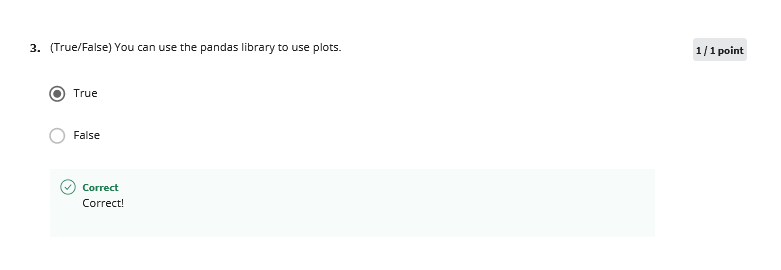 3. (True/False) You can use the pandas library to use plots.
1 / 1 point
True
False
Correct
Correct!